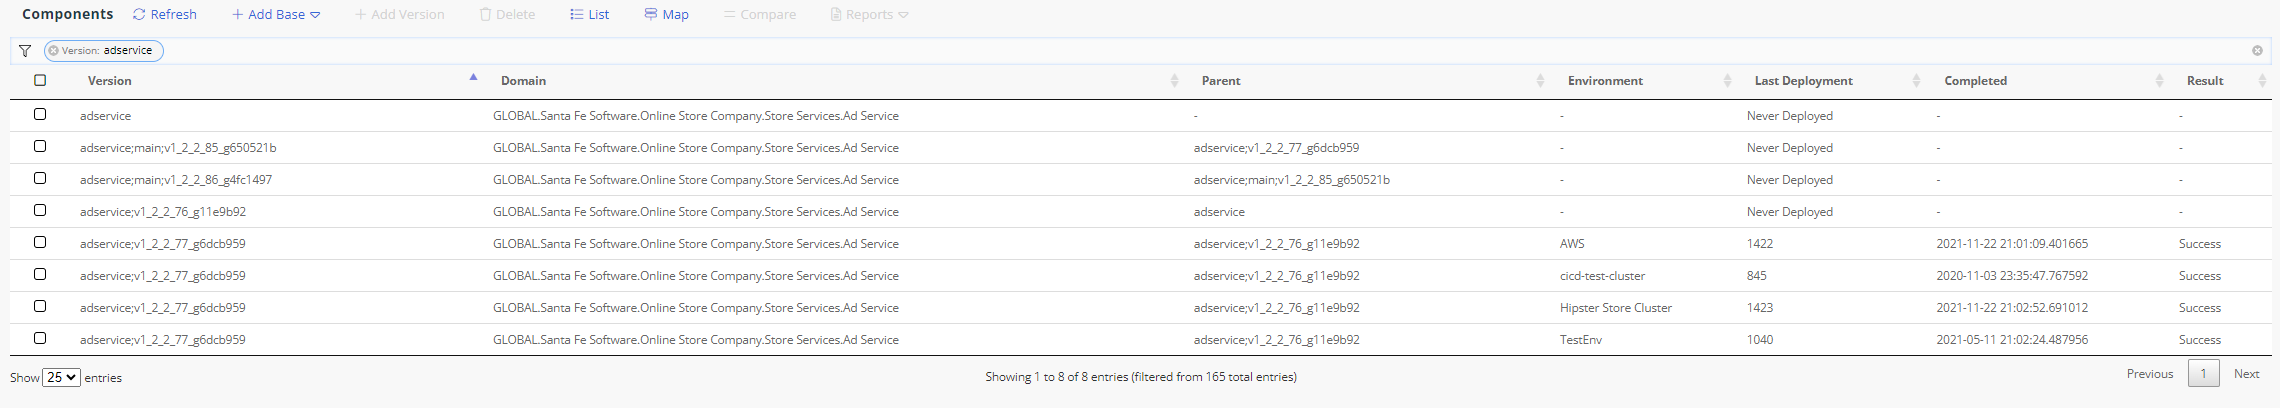 Components Refresh Add Base Add Version Delete List Map Compare Reports
Version: adservice
Version Domain Parent Environment Last Deployment Completed Result
adservice GLOBAL.Santa Fe Software.Online Store Company.Store Services.Ad Service - - Never Deployed - -
adservice;main;v1_2_2_85_g650521b GLOBAL.Santa Fe Software.Online Store Company.Store Services.Ad Service adservice;v1_2_2_77_g6dcb959 - Never Deployed - -
adservice;main;v1_2_2_86_g4fc1497 GLOBAL.Santa Fe Software.Online Store Company.Store Services.Ad Service adservice;main;v1_2_2_85_g650521b - Never Deployed - -
adservice;v1_2_2_76_g11e9b92 GLOBAL.Santa Fe Software.Online Store Company.Store Services.Ad Service adservice - Never Deployed - -
adservice;v1_2_2_77_g6dcb959 GLOBAL.Santa Fe Software.Online Store Company.Store Services.Ad Service adservice;v1_2_2_76_g11e9b92 AWS 1422 2021-11-22 21:01:09.401665 Success
adservice;v1_2_2_77_g6dcb959 GLOBAL.Santa Fe Software.Online Store Company.Store Services.Ad Service adservice;v1_2_2_76_g11e9b92 cicd-test-cluster 845 2020-11-03 23:35:47.767592 Success
adservice;v1_2_2_77_g6dcb959 GLOBAL.Santa Fe Software.Online Store Company.Store Services.Ad Service adservice;v1_2_2_76_g11e9b92 Hipster Store Cluster 1423 2021-11-22 21:02:52.691012 Success
adservice;v1_2_2_77_g6dcb959 GLOBAL.Santa Fe Software.Online Store Company.Store Services.Ad Service adservice;v1_2_2_76_g11e9b92 TestEnv 1040 2021-05-11 21:02:24.487956 Success
Show 25 entries Showing 1 to 8 of 8 entries (filtered from 165 total entries) Previous 1 Next